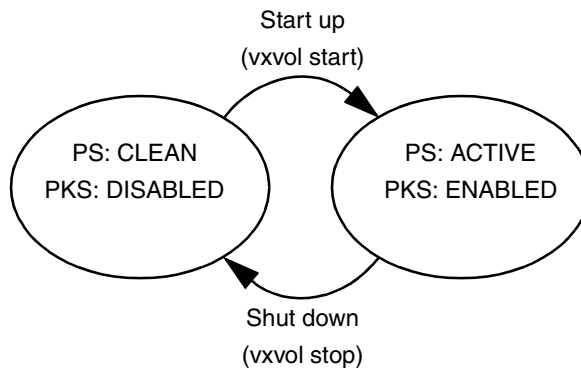 Start up
(vxvol start)
PS: CLEAN
PKS: DISABLED
PS: ACTIVE
PKS: ENABLED
Shut down
(vxvol stop)